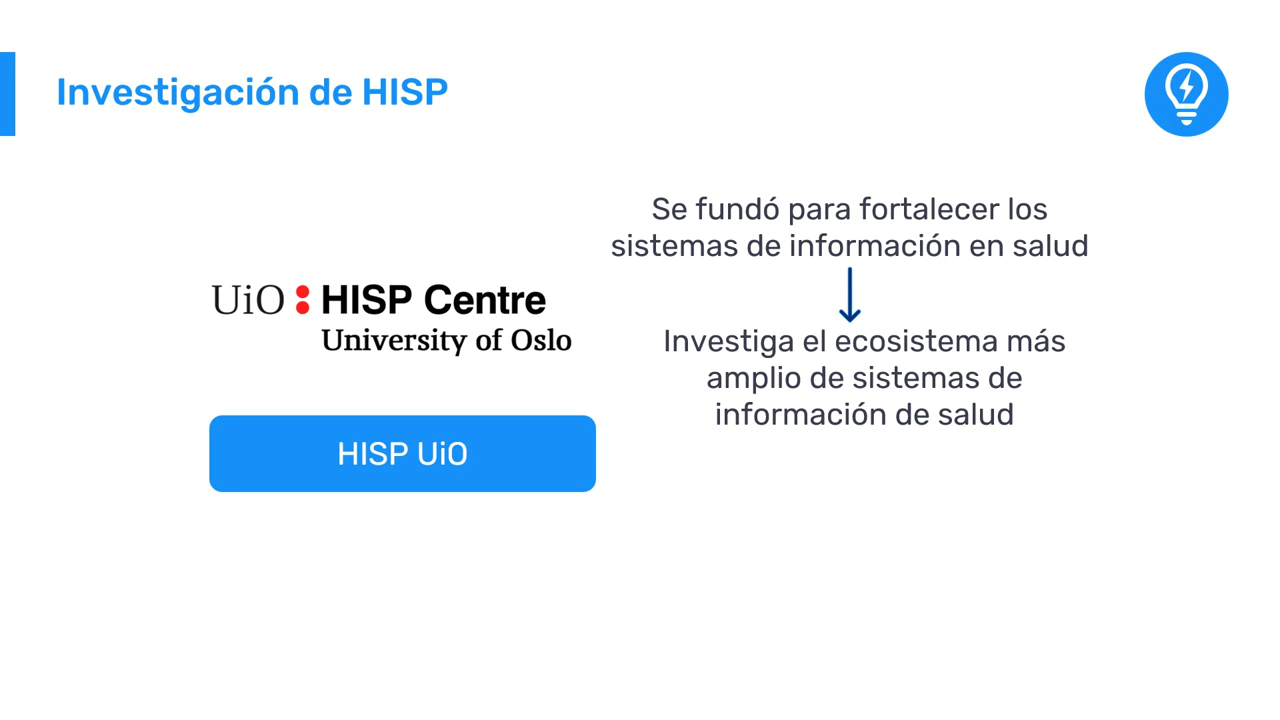 Investigación de HISP
UiO : HISP Centre
University of Oslo
HISP UiO
Se fundó para fortalecer los
sistemas de información en salud
Investiga el ecosistema más
amplio de sistemas de
información de salud